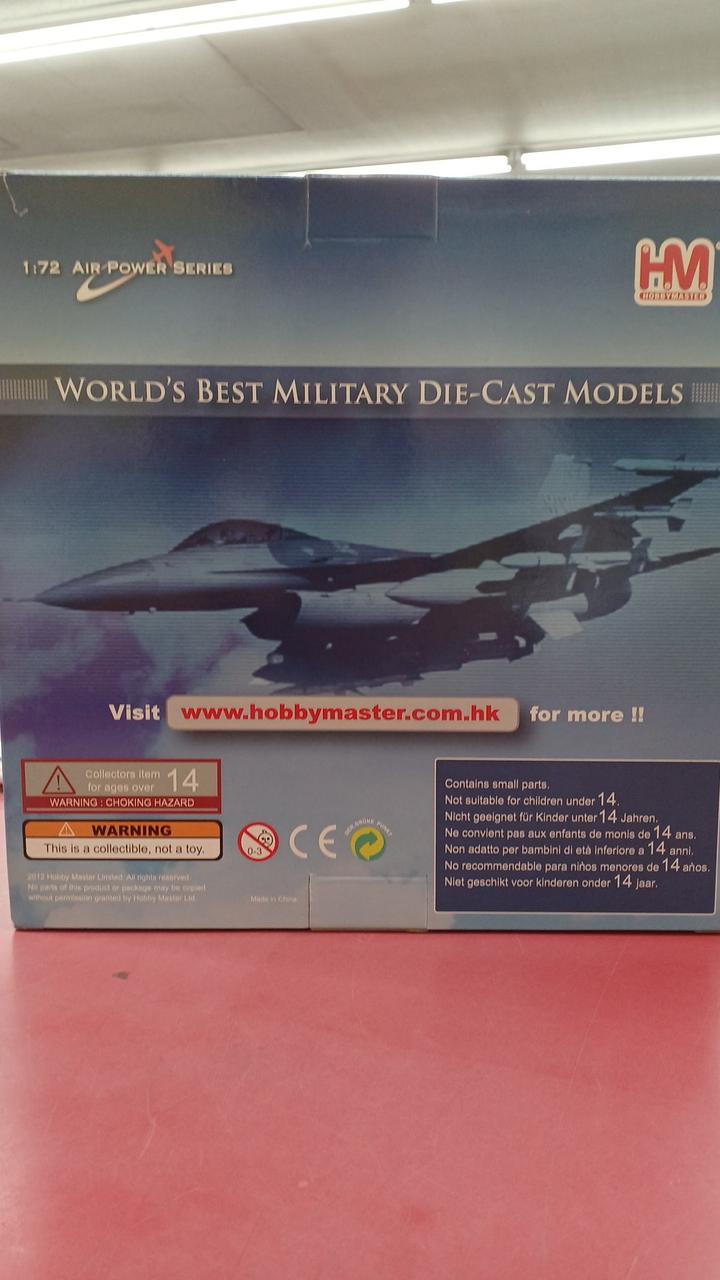 1:72 AIR POWER SERIES
HM
HOBBYMASTER
WORLD'S BEST MILITARY DIE-CAST MODELS
Visit www.hobbymaster.com.hk for more !!
Collectors item
for ages over 14
WARNING : CHOKING HAZARD
WARNING
This is a collectible, not a toy.
0-3
CE
DER GRÜNE PUNKT
2012 Hobby Master Limited. All rights reserved.
No parts of this product or package may be copied
without permission granted by Hobby Master Ltd.
Made in China
Contains small parts.
Not suitable for children under 14.
Nicht geeignet für Kinder unter 14 Jahren.
Ne convient pas aux enfants de monis de 14 ans.
Non adatto per bambini di età inferiore a 14 anni.
No recommendable para niños menores de 14 años.
Niet geschikt voor kinderen onder 14 jaar.